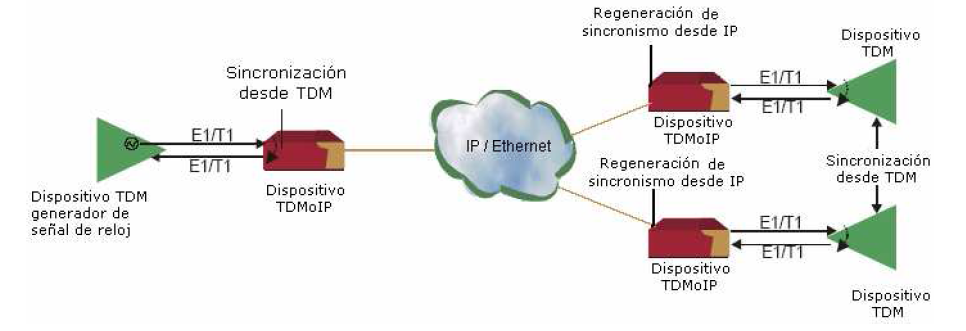 Regeneración de
sincronismo desde IP
Dispositivo
TDM
Sincronización
desde TDM
E1/T1
E1/T1
Dispositivo
TDMoIP
E1/T1
E1/T1
IP / Ethernet
Regeneración de
sincronismo desde IP
Sincronización
desde TDM
Dispositivo TDM
generador de
señal de reloj
Dispositivo
TDMoIP
E1/T1
E1/T1
Dispositivo
TDMoIP
Dispositivo
TDM